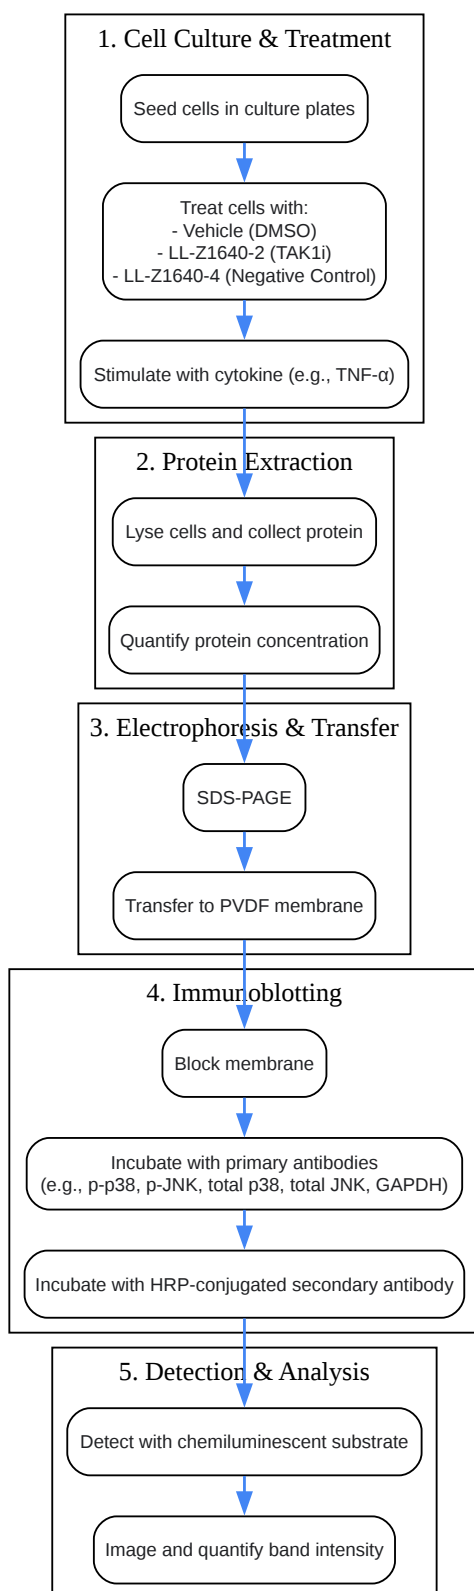 1. Cell Culture & Treatment
Seed cells in culture plates
Treat cells with:
- Vehicle (DMSO)
- LL-Z1640-2 (TAK1i)
- LL-Z1640-4 (Negative Control)
Stimulate with cytokine (e.g., TNF-α)
2. Protein Extraction
Lyse cells and collect protein
Quantify protein concentration
3. Electrophoresis & Transfer
SDS-PAGE
Transfer to PVDF membrane
4. Immunoblotting
Block membrane
Incubate with primary antibodies
(e.g., p-p38, p-JNK, total p38, total JNK, GAPDH)
Incubate with HRP-conjugated secondary antibody
5. Detection & Analysis
Detect with chemiluminescent substrate
Image and quantify band intensity